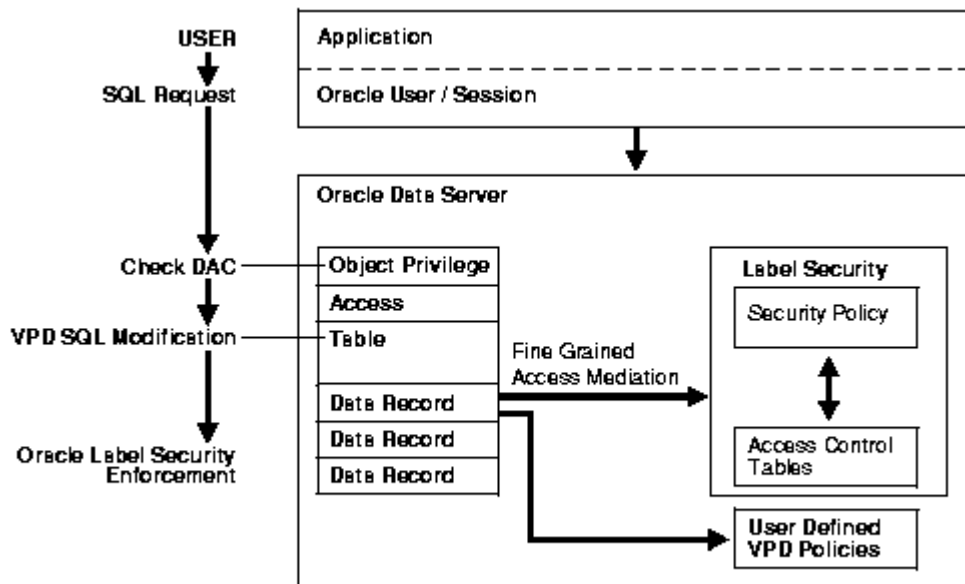 USER
SQL Request
Check DAC
VPD SQL Modification
Oracle Label Security
Enforcement
Application
Oracle User / Session
Oracle Data Server
Object Privilege
Access
Table
Data Record
Data Record
Data Record
Fine Grained
Access Mediation
Label Security
Security Policy
Access Control
Tables
User Defined
VPD Policies